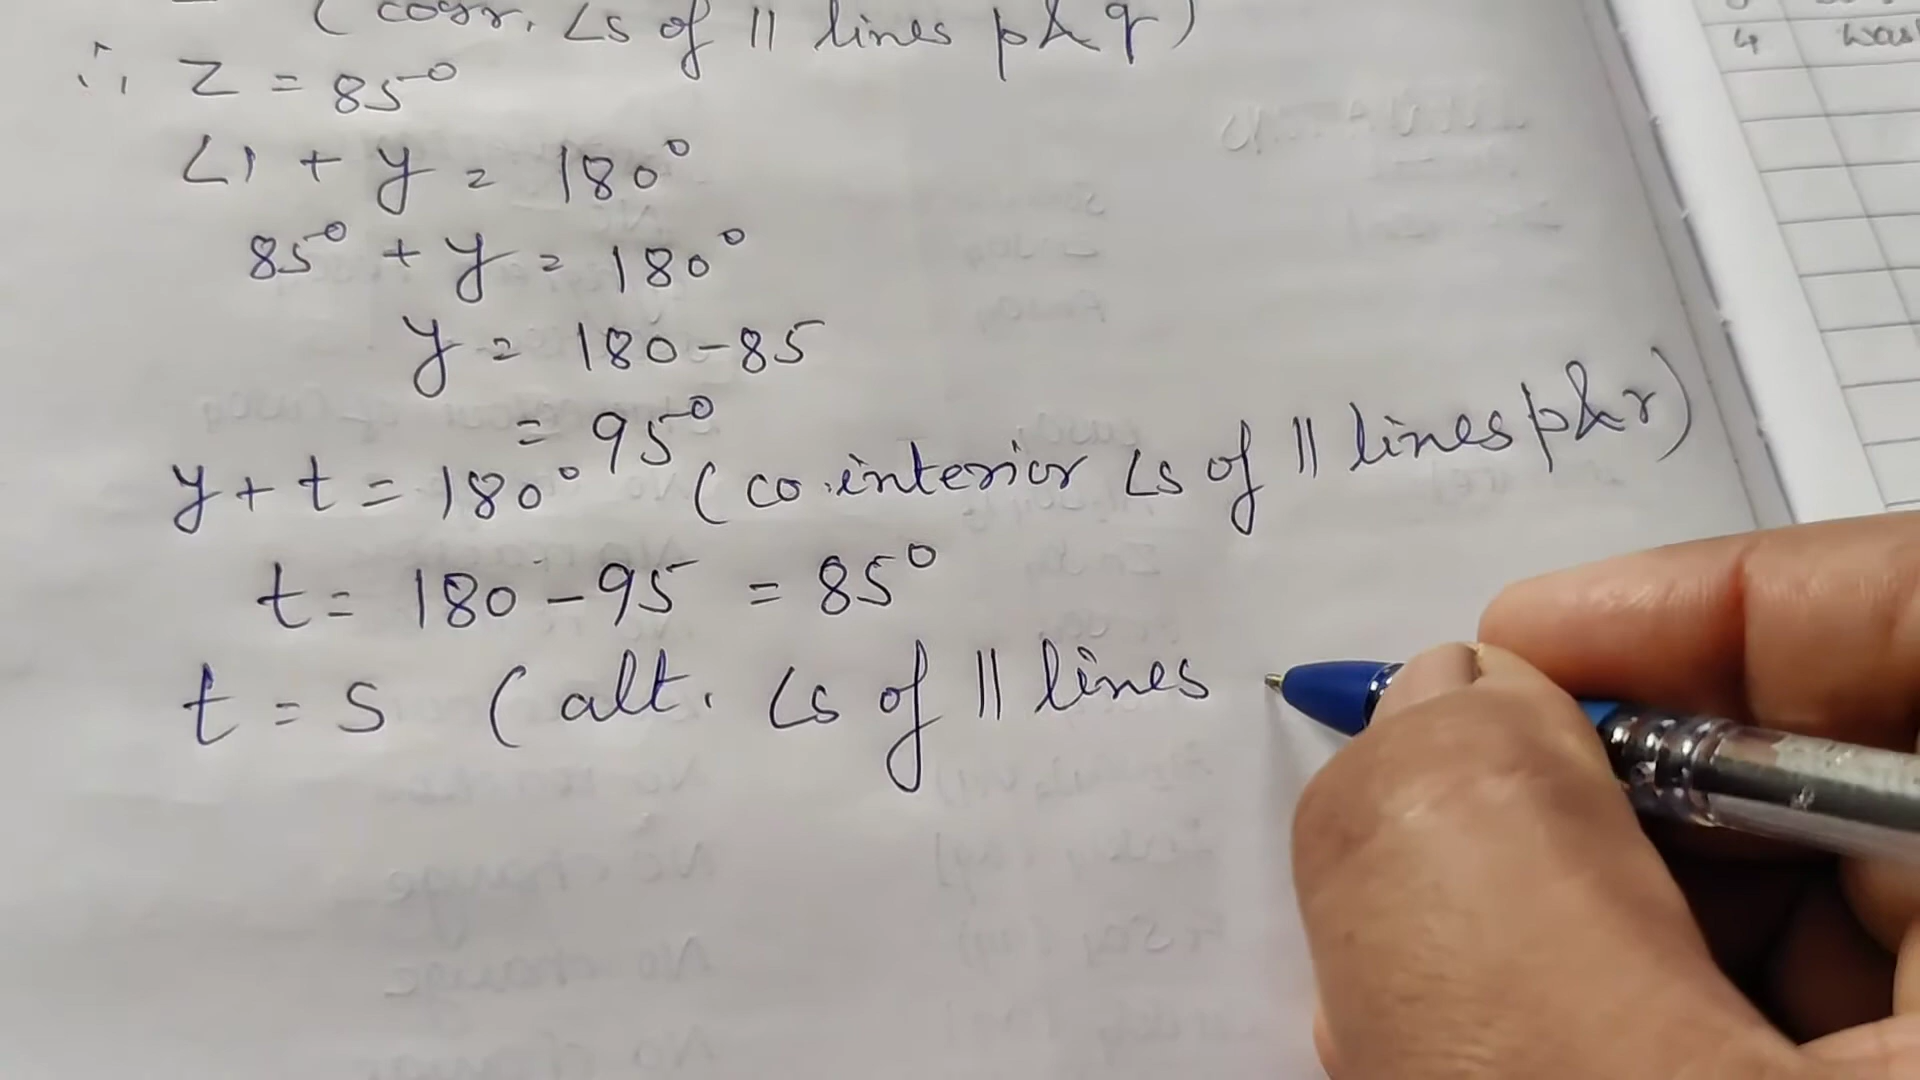 ( corr. ∠s of || lines p & q )
∴ z = 85°
∠1 + y = 180°
85° + y = 180°
y = 180 - 85
= 95°
y + t = 180° ( co.interior ∠s of || lines p & r )
t = 180 - 95 = 85°
t = s ( alt. ∠s of || lines
4